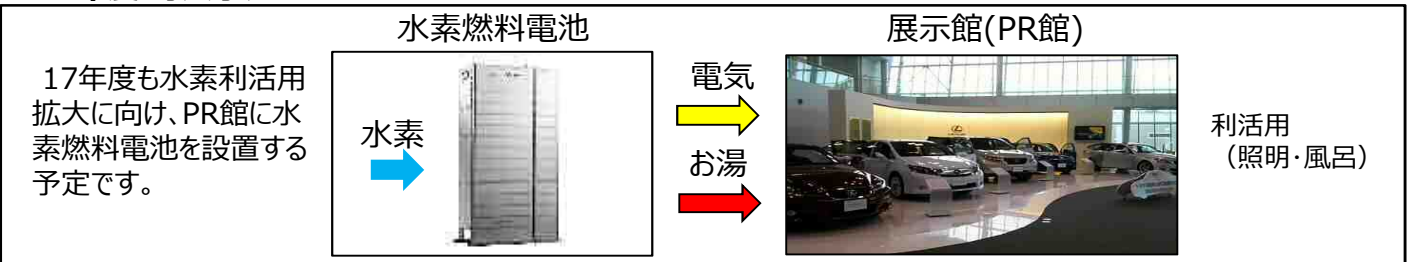 17年度も水素利活用
拡大に向け、PR館に水
素燃料電池を設置する
予定です。
水素燃料電池
水素
電気
お湯
展示館(PR館)
利活用
（照明・風呂）